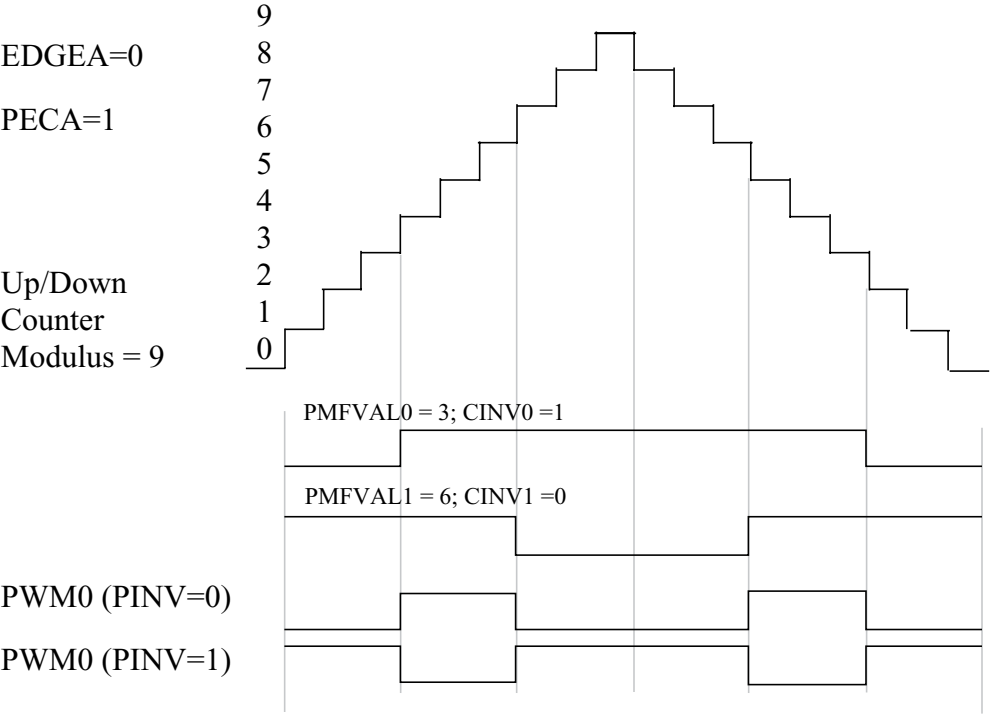 9
EDGEA=0
8
7
PECA=1
6
5
4
3
Up/Down
2
Counter
1
Modulus = 9
0
PMFVAL0 = 3; CINV0 =1
PMFVAL1 = 6; CINV1 =0
PWM0 (PINV=0)
PWM0 (PINV=1)